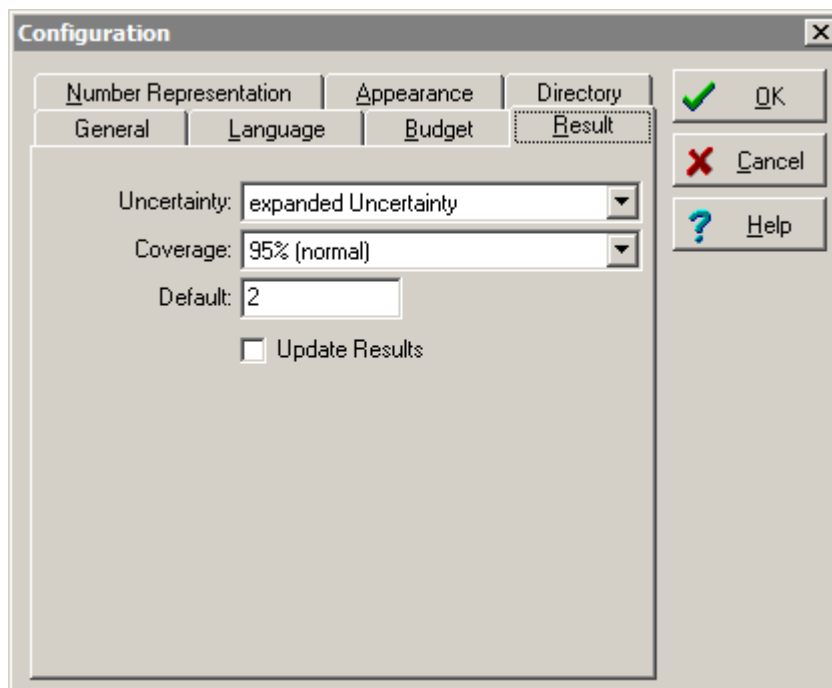 Configuration
Number Representation Appearance Directory
General Language Budget Result
Uncertainty: expanded Uncertainty
Coverage: 95% (normal)
Default: 2
Update Results
OK
Cancel
Help